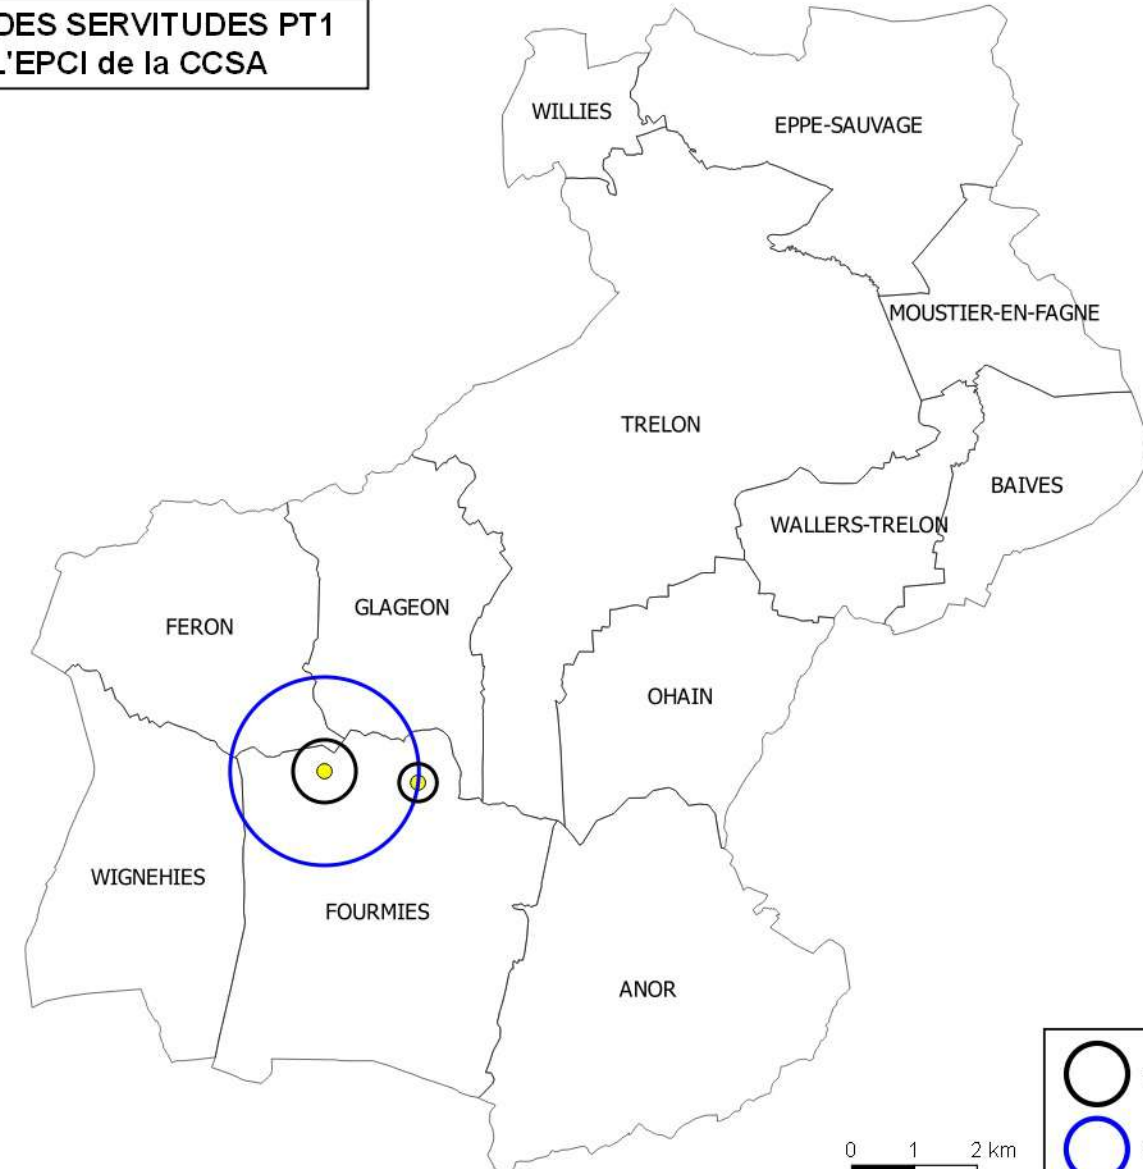 DES SERVITUDES PT1
L'EPCI de la CCSA
WILLIES
EPPE-SAUVAGE
MOUSTIER-EN-FAGNE
TRELON
BAIVES
WALLERS-TRELON
GLAGEON
FERON
OHAIN
WIGNEHIES
FOURMIES
ANOR
0 1 2 km